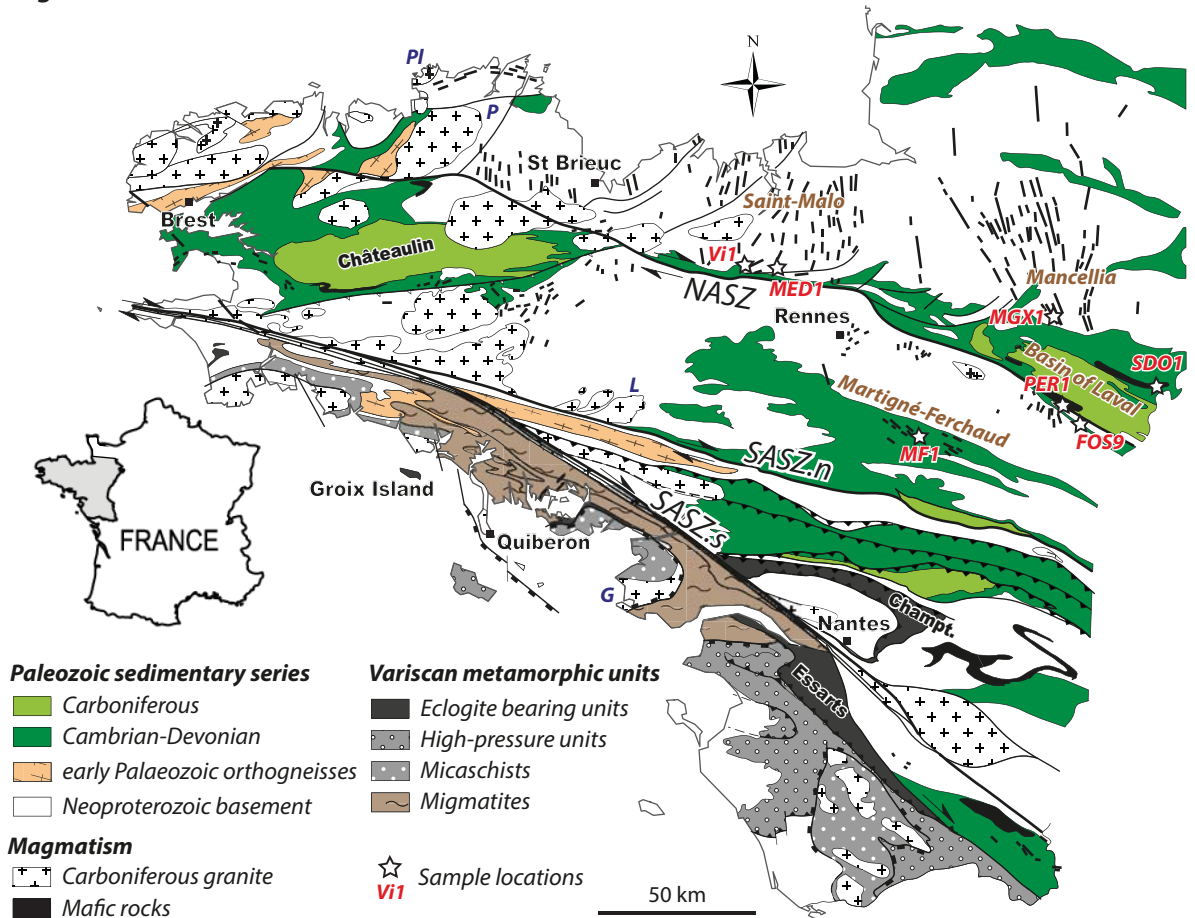 Pl
N
P
St Brieuc
Saint-Malo
Brest
Châteaulin
Vi1
MED1
NASZ
Mancellia
Rennes
MGX1
SDO1
Basin of Laval
PER1
L
Martigné-Ferchaud
FOS9
MF1
SASZ.n
Groix Island
SASZ.s
FRANCE
Quiberon
G
Champt.
Nantes
Essarts
Paleozoic sedimentary series
Carboniferous
Cambrian-Devonian
early Palaeozoic orthogneisses
Neoproterozoic basement
Magmatism
Carboniferous granite
Mafic rocks
Variscan metamorphic units
Eclogite bearing units
High-pressure units
Micaschists
Migmatites
Vi1
Sample locations
50 km